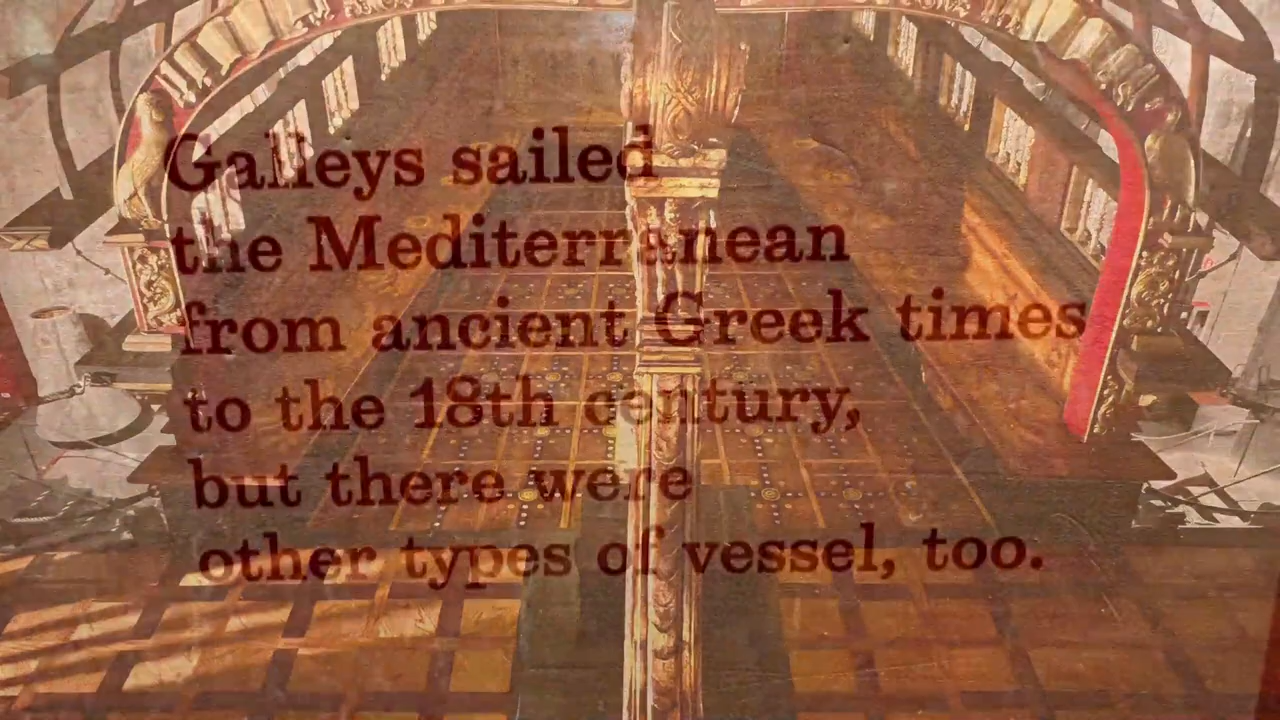 Galleys sailed
the Mediterranean
from ancient Greek times
to the 18th century,
but there were
other types of vessel, too.